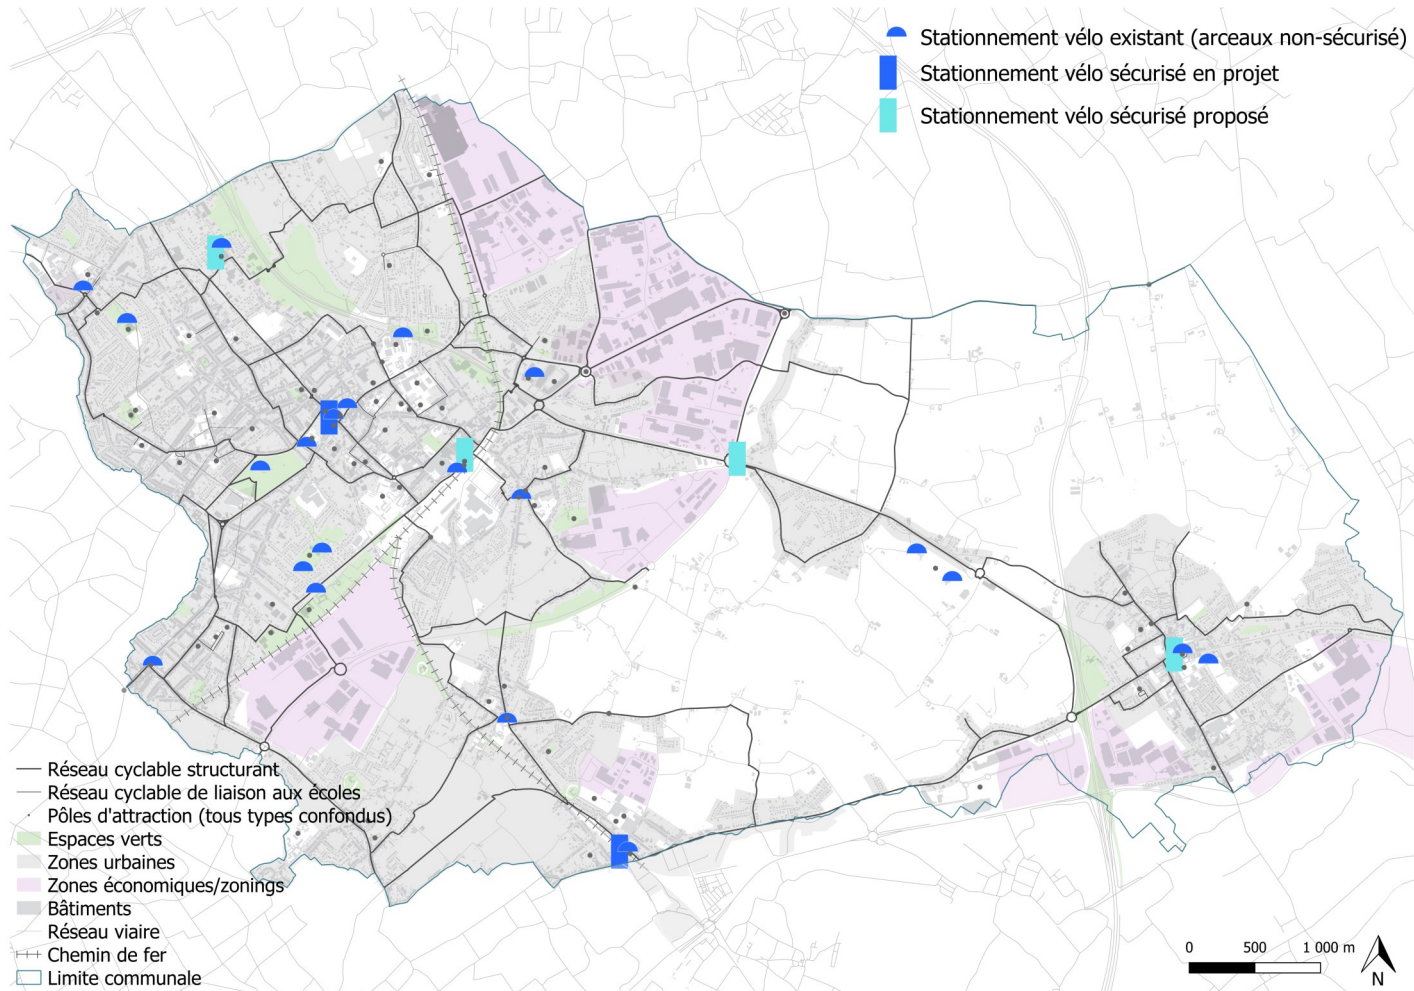 Stationnement vélo existant (arceaux non-sécurisé)
Stationnement vélo sécurisé en projet
Stationnement vélo sécurisé proposé
Réseau cyclable structurant
Réseau cyclable de liaison aux écoles
Pôles d'attraction (tous types confondus)
Espaces verts
Zones urbaines
Zones économiques/zonings
Bâtiments
Réseau viaire
Chemin de fer
Limite communale
0 500 1 000 m
N